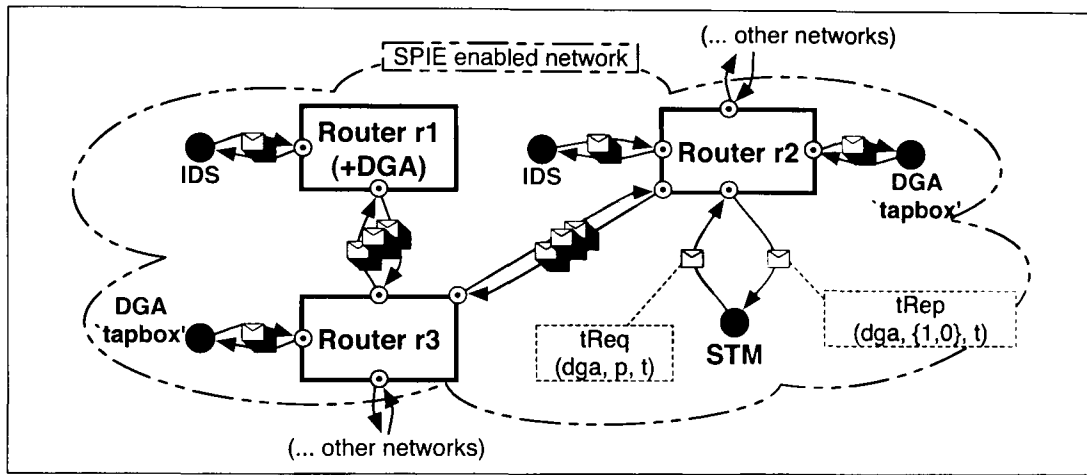 (... other networks)
SPIE enabled network
Router r1
(+DGA)
IDS
Router r2
IDS
DGA
'tapbox'
DGA
'tapbox'
Router r3
tReq
(dga, p, t)
STM
tRep
(dga, {1,0}, t)
(... other networks)